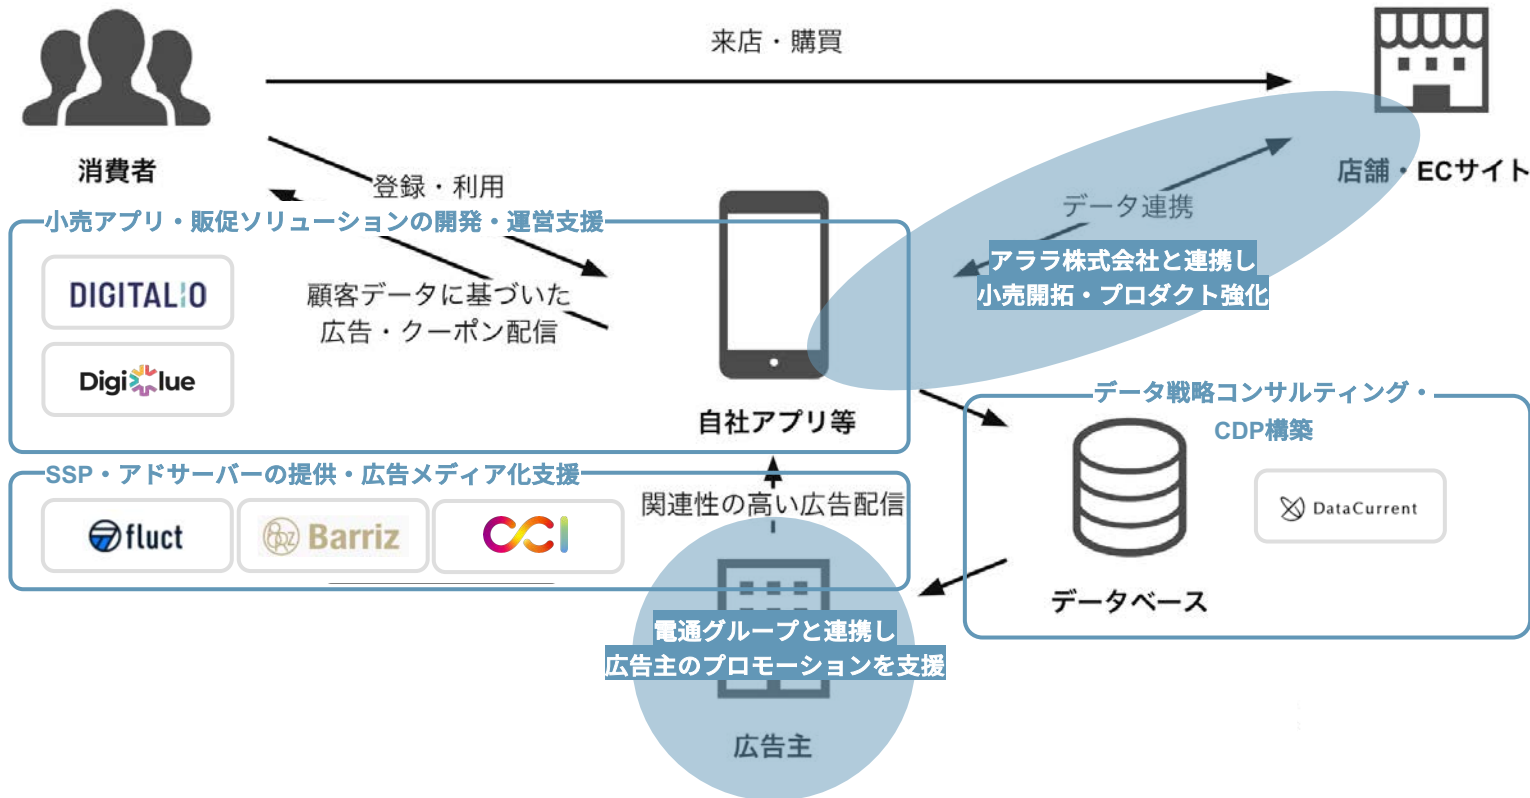 来店・購買
消費者
店舗・ECサイト
登録・利用
データ連携
小売アプリ・販促ソリューションの開発・運営支援
アララ株式会社と連携し
小売開拓・プロダクト強化
DIGITALIO
顧客データに基づいた
広告・クーポン配信
Digiclue
自社アプリ等
データ戦略コンサルティング・
CDP構築
SSP・アドサーバーの提供・広告メディア化支援
関連性の高い広告配信
fluct
Barriz
CCI
DataCurrent
データベース
電通グループと連携し
広告主のプロモーションを支援
広告主